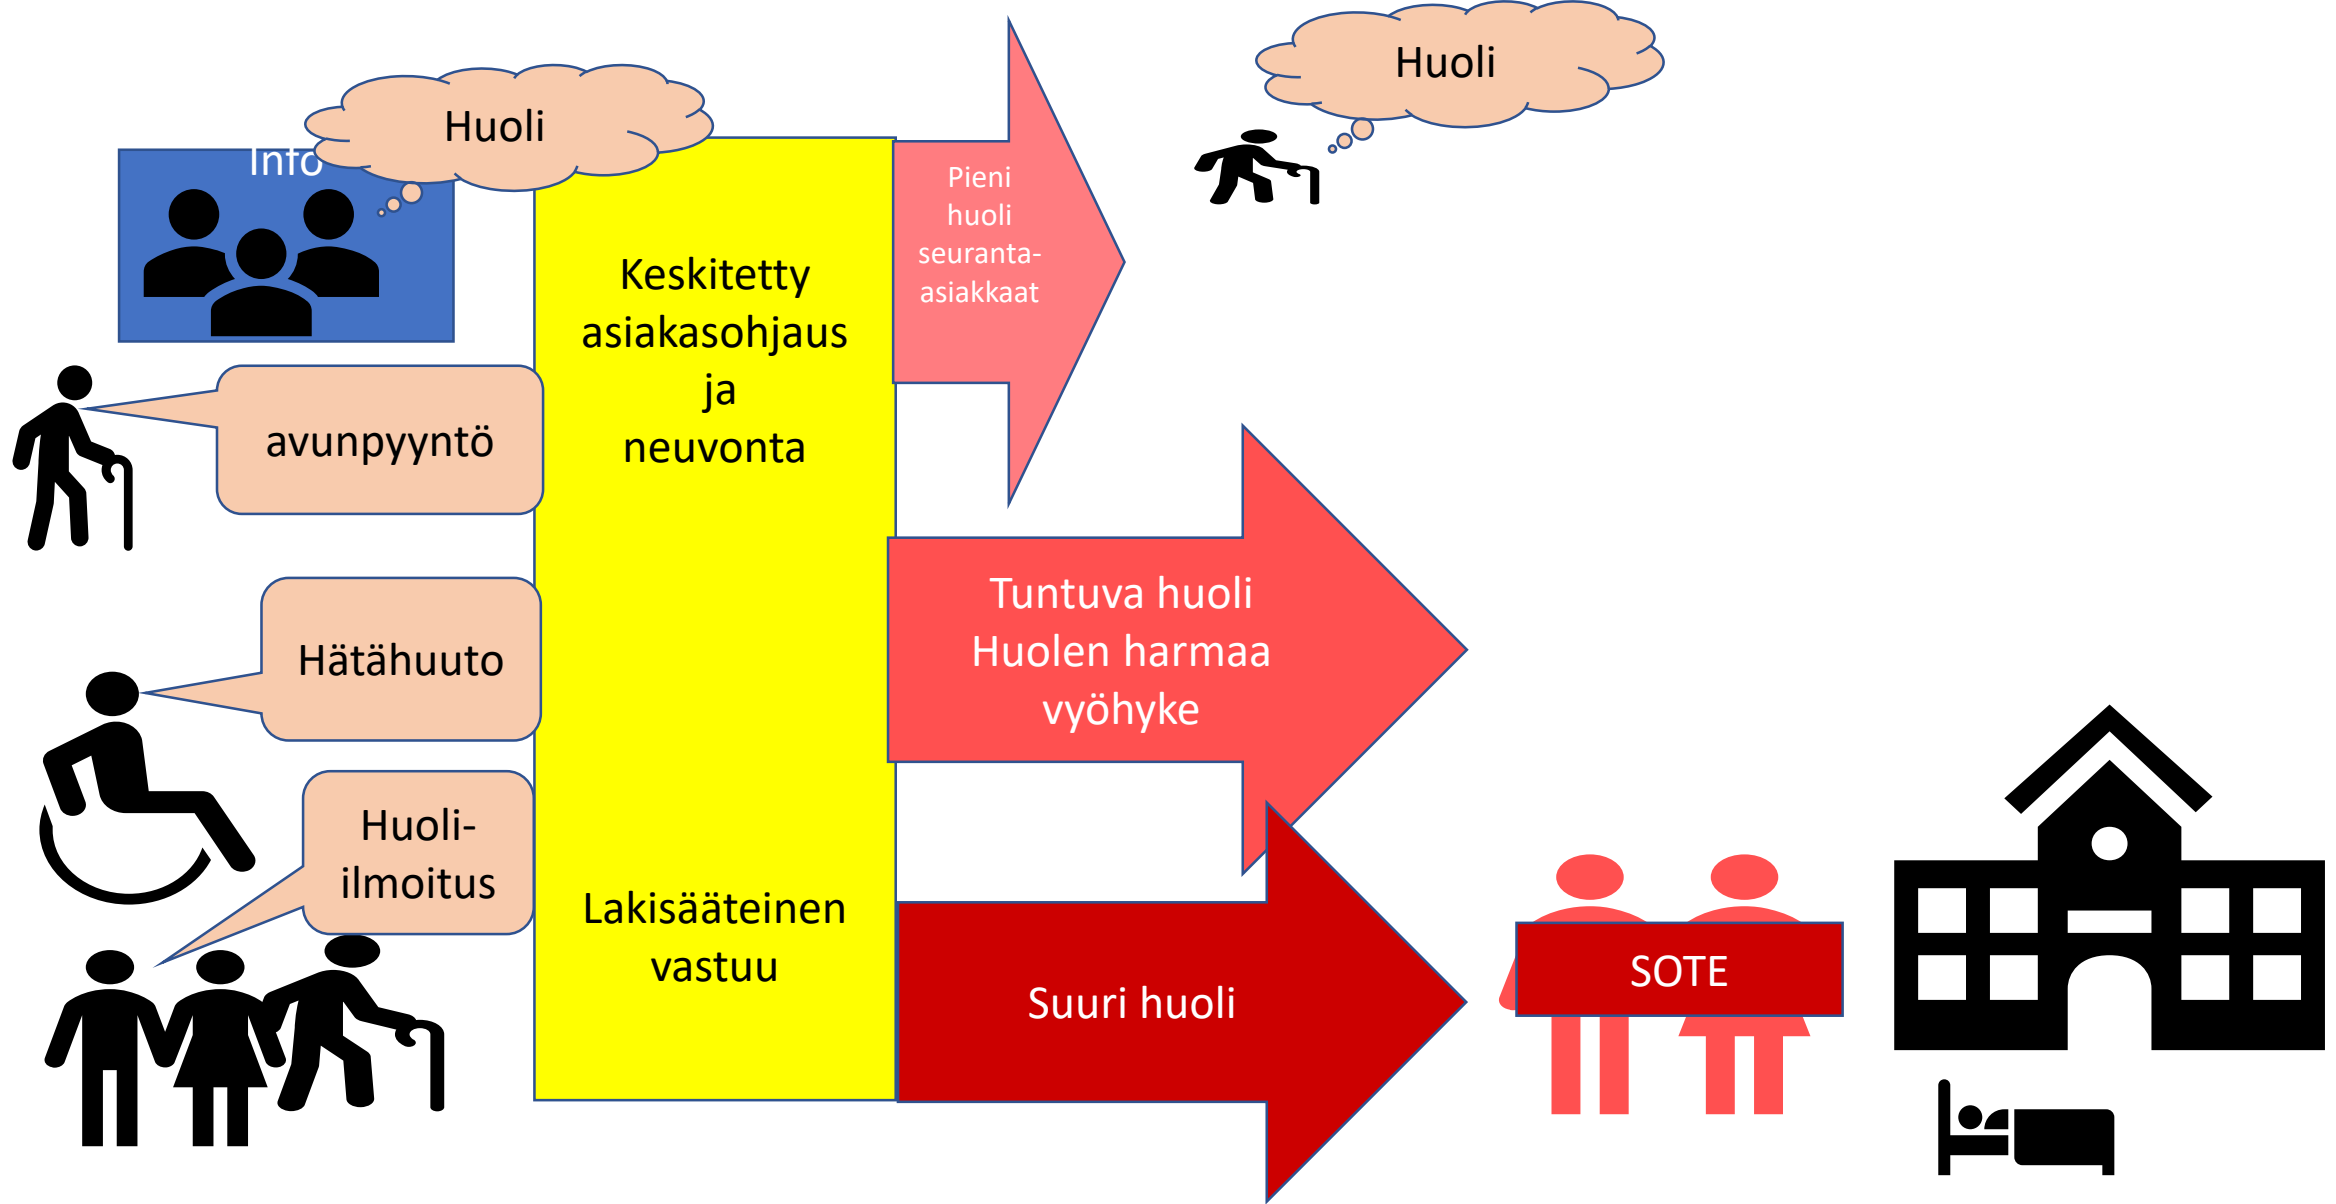 Huoli
Info
avunpyyntö
Hätähuuto
Huoli-
ilmoitus
Keskitetty
asiakasohjaus
ja
neuvonta
Lakisääteinen
vastuu
Pieni
huoli
seuranta-
asiakkaat
Tuntuva huoli
Huolen harmaa
vyöhyke
Suuri huoli
Huoli
SOTE